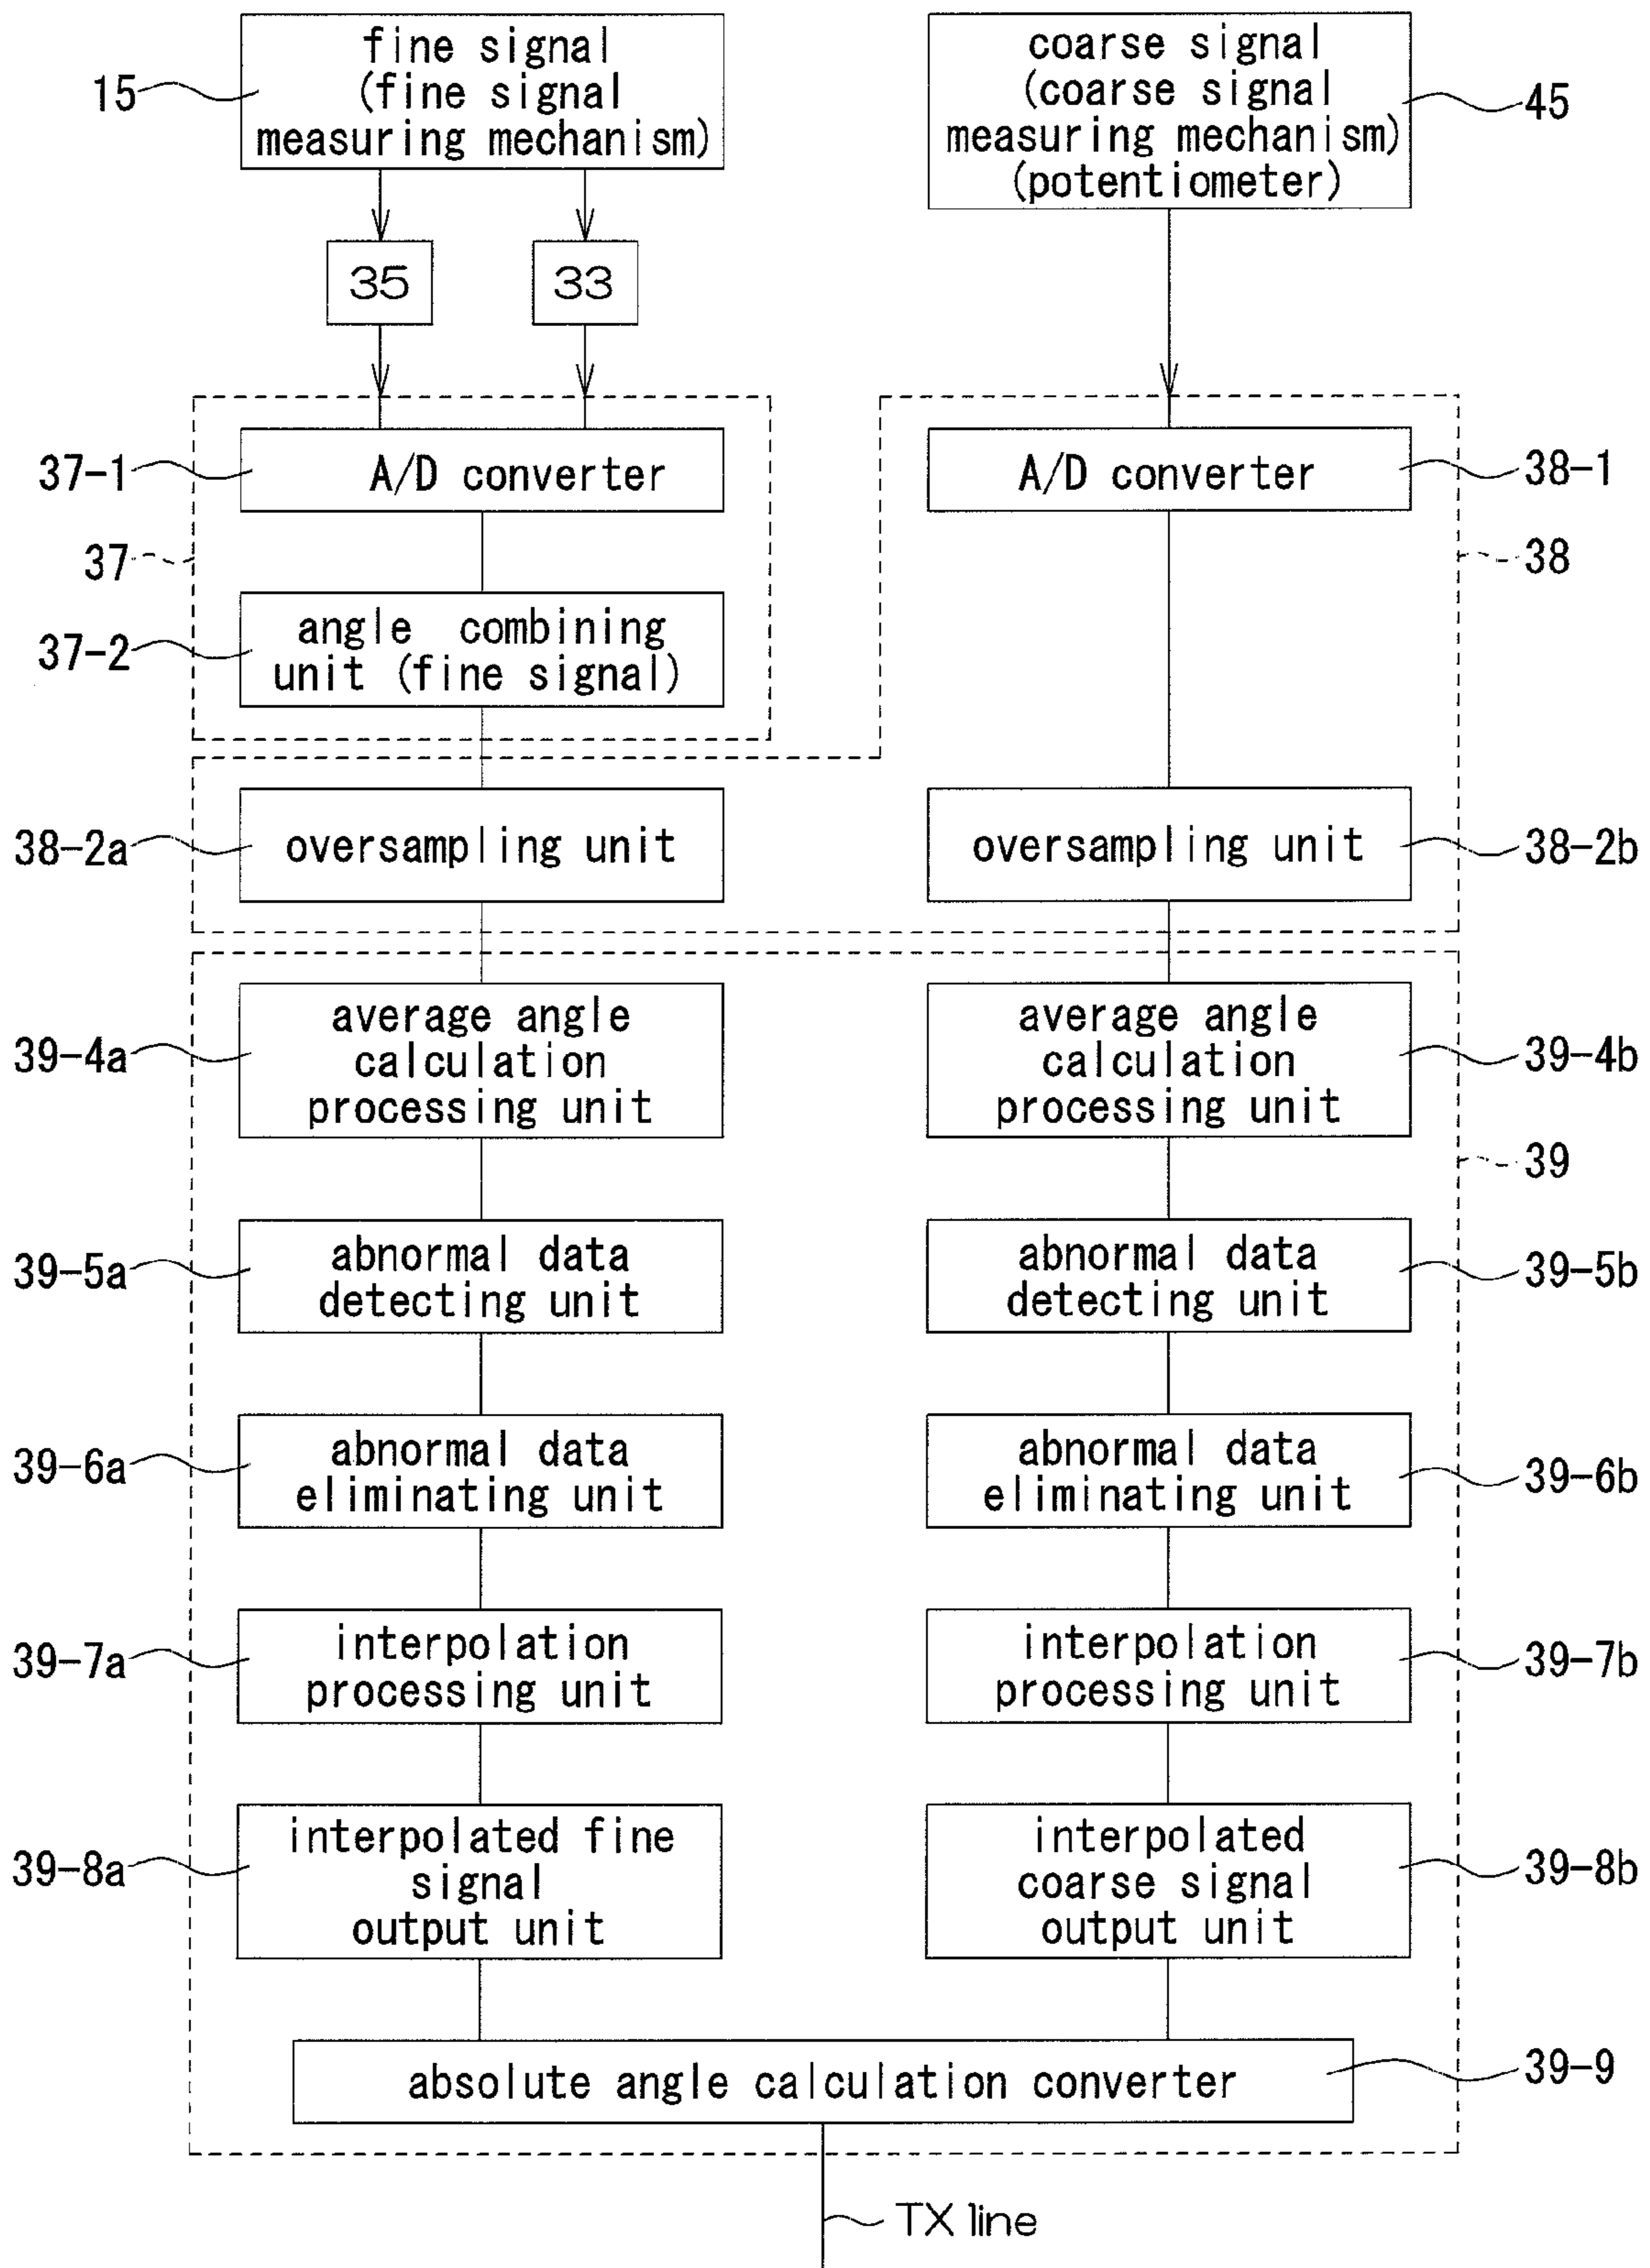 fine signal
(fine signal
measuring mechanism)
15
coarse signal
(coarse signal
measuring mechanism)
(potentiometer)
45
35
33
37-1
A/D converter
A/D converter
38-1
37
38
37-2
angle combining
unit (fine signal)
38-2a
oversampling unit
oversampling unit
38-2b
39-4a
average angle
calculation
processing unit
average angle
calculation
processing unit
39-4b
39
39-5a
abnormal data
detecting unit
abnormal data
detecting unit
39-5b
39-6a
abnormal data
eliminating unit
abnormal data
eliminating unit
39-6b
39-7a
interpolation
processing unit
interpolation
processing unit
39-7b
39-8a
interpolated fine
signal
output unit
interpolated
coarse signal
output unit
39-8b
absolute angle calculation converter
39-9
TX line